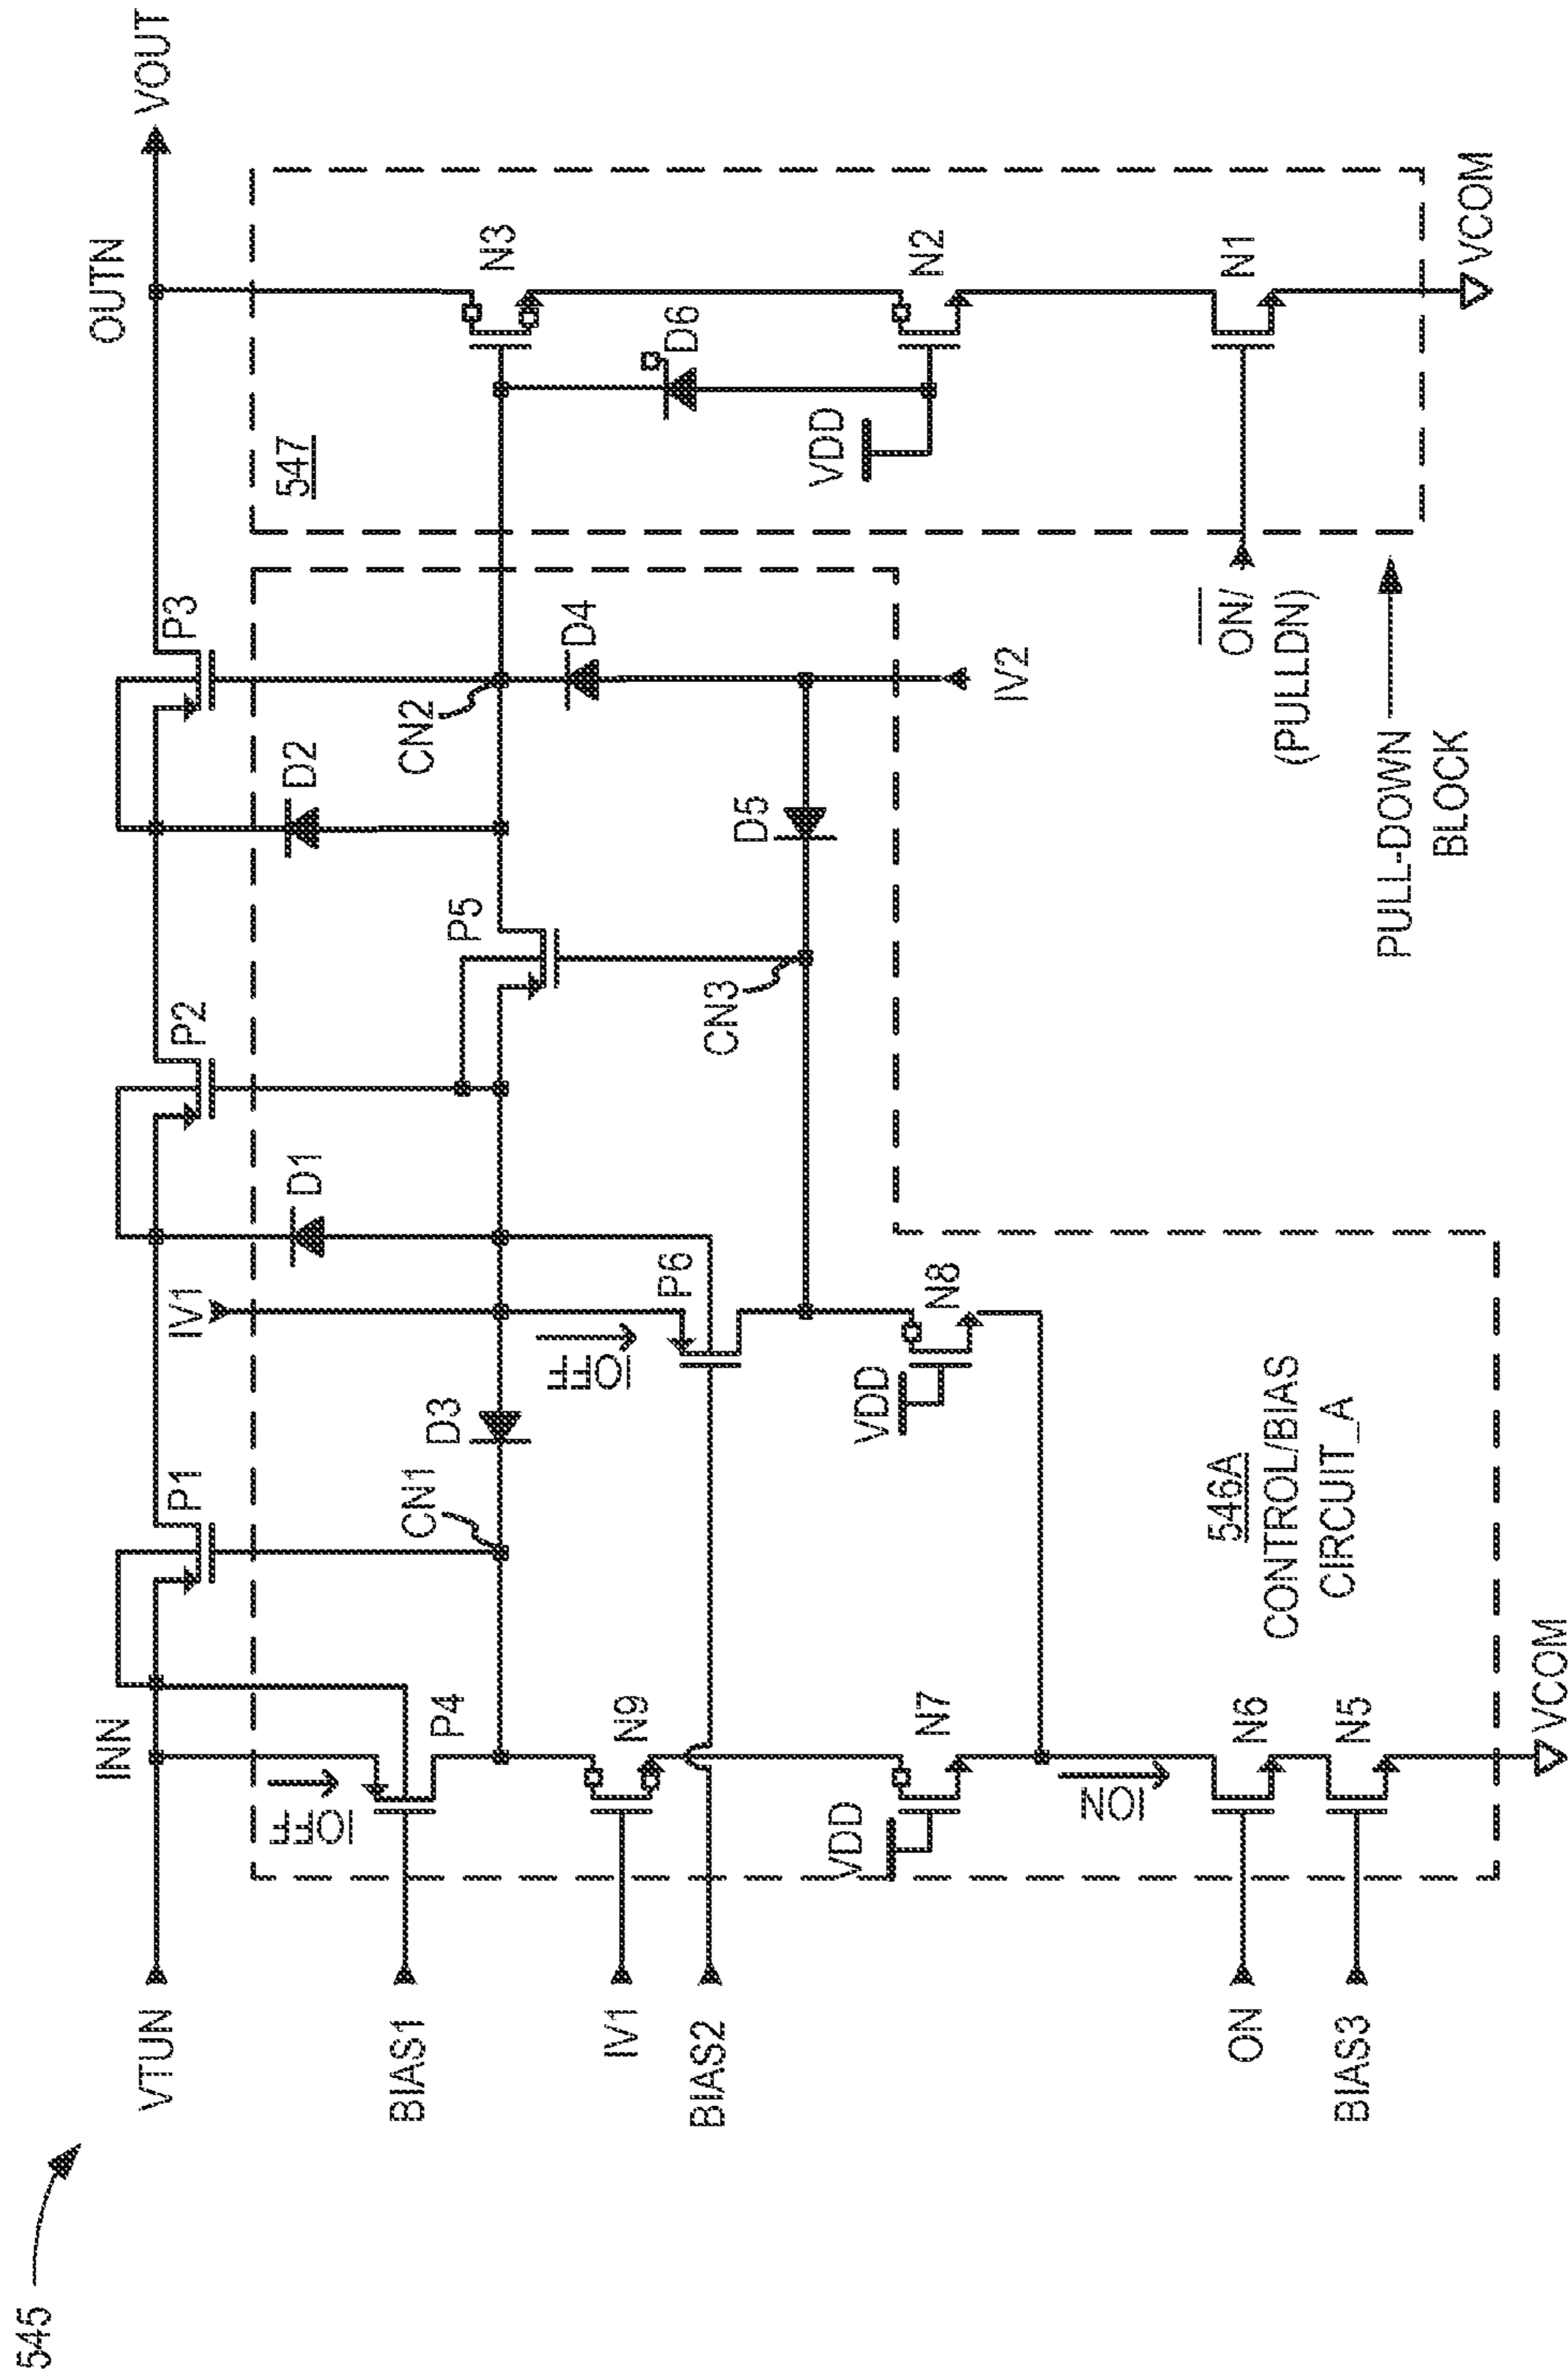 545
VTUN
INN
OUTN
VOUT
P1
P2
P3
IV1
D1
D2
547
IOFF
P4
BIAS1
CN1
D3
IOFF
P5
CN2
N3
IV1
N9
P6
D4
D6
BIAS2
CN3
D5
VDD
N7
VDD
N8
VDD
N2
IV2
ION
ON
N6
BIAS3
N5
546A
CONTROL/BIAS
CIRCUIT_A
ON/
(PULLDN)
N1
PULL-DOWN
BLOCK
VCOM
VCOM